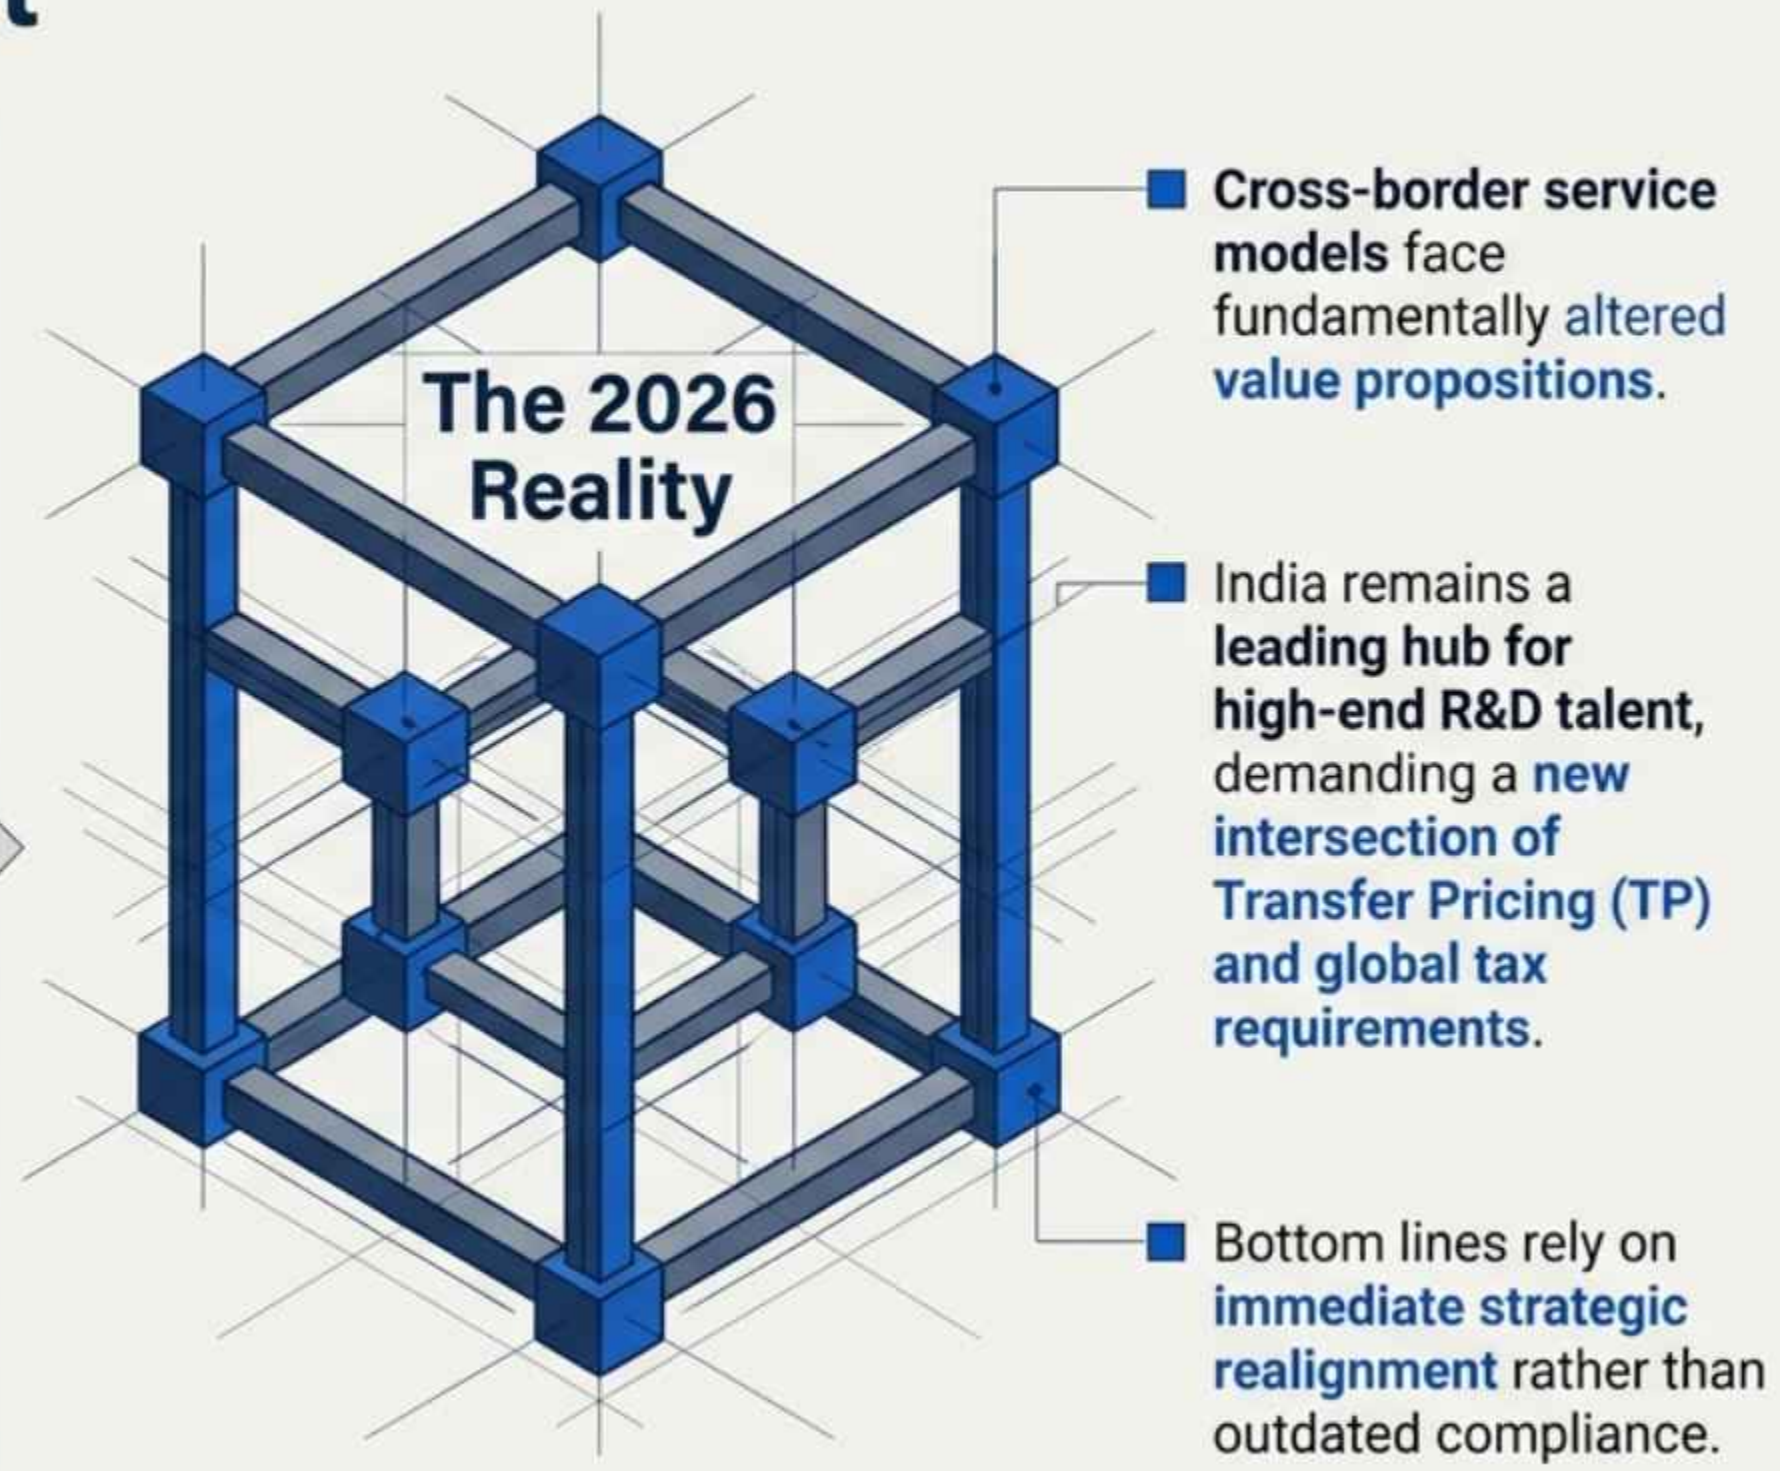 t
The 2026
Reality
Cross-border service
models face
fundamentally altered
value propositions.
India remains a
leading hub for
high-end R&D talent,
demanding a new
intersection of
Transfer Pricing (TP)
and global tax
requirements.
Bottom lines rely on
immediate strategic
realignment rather than
outdated compliance.